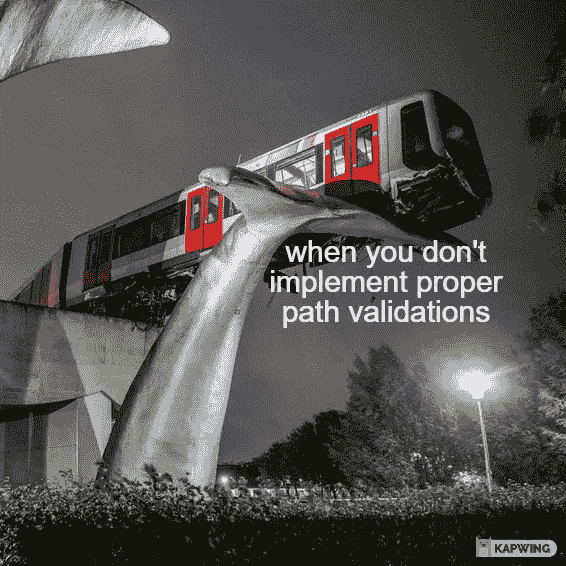 when you don't
implement proper
path validations
KAPWING